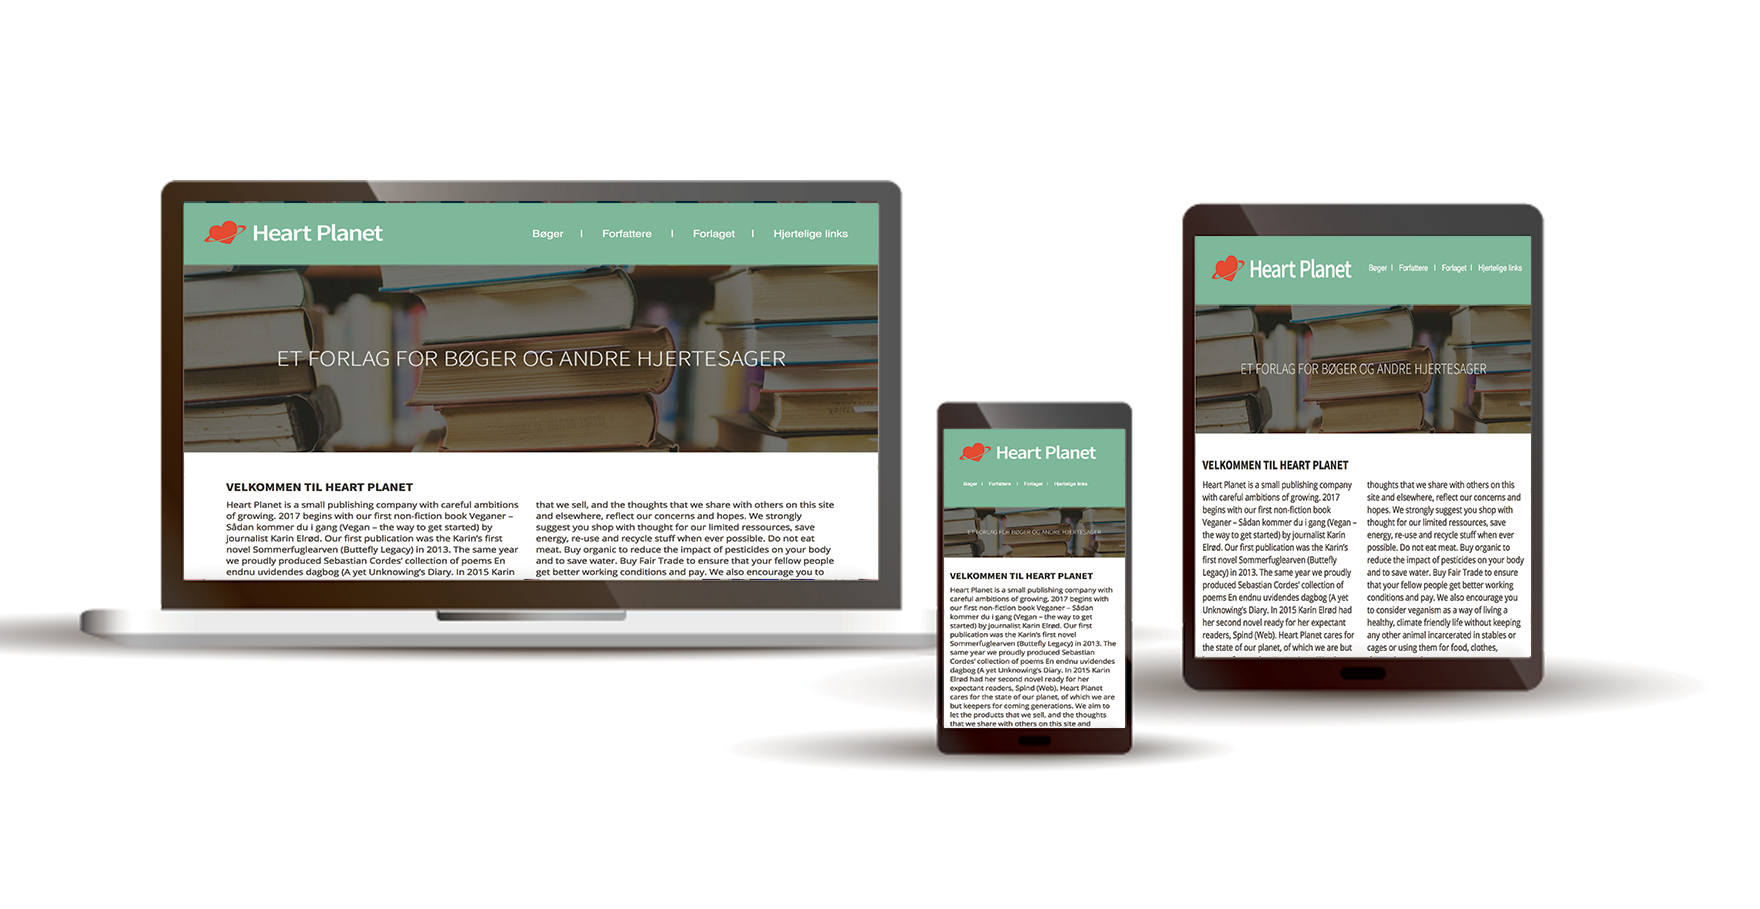 Heart Planet
Bøger I Forfattere I Forlaget I Hjertelige links
ET FORLAG FOR BØGER OG ANDRE HJERTESAGER
VELKOMMEN TIL HEART PLANET
Heart Planet is a small publishing company with careful ambitions
of growing. 2017 begins with our first non-fiction book Veganer –
Sådan kommer du i gang (Vegan – the way to get started) by
journalist Karin Elrød. Our first publication was the Karin's first
novel Sommerfuglearven (Buttefly Legacy) in 2013. The same year
we proudly produced Sebastian Cordes' collection of poems En
endnu uvidendes dagbog (A yet Unknowing's Diary. In 2015 Karin
that we sell, and the thoughts that we share with others on this site
and elsewhere, reflect our concerns and hopes. We strongly
suggest you shop with thought for our limited ressources, save
energy, re-use and recycle stuff when ever possible. Do not eat
meat. Buy organic to reduce the impact of pesticides on your body
and to save water. Buy Fair Trade to ensure that your fellow people
get better working conditions and pay. We also encourage you to
Heart Planet
Bøger I Forfattere I Forlaget I Hjertelige links
ET FORLAG FOR BØGER OG ANDRE HJERTESAGER
VELKOMMEN TIL HEART PLANET
Heart Planet is a small publishing company with
careful ambitions of growing. 2017 begins with
our first non-fiction book Veganer – Sådan
kommer du i gang (Vegan – the way to get
started) by journalist Karin Elrød. Our first
publication was the Karin's first novel
Sommerfuglearven (Buttefly Legacy) in 2013. The
same year we proudly produced Sebastian
Cordes' collection of poems En endnu uvidendes
dagbog (A yet Unknowing's Diary. In 2015 Karin
Elrød had her second novel ready for her
expectant readers, Spind (Web). Heart Planet
cares for the state of our planet, of which we are
but keepers for coming generations. We aim to
let the products that we sell, and the thoughts
that we share with others on this site and
Heart Planet
Bøger I Forfattere I Forlaget I Hjertelige links
ET FORLAG FOR BØGER OG ANDRE HJERTESAGER
VELKOMMEN TIL HEART PLANET
Heart Planet is a small publishing company
with careful ambitions of growing. 2017
begins with our first non-fiction book
Veganer – Sådan kommer du i gang (Vegan –
the way to get started) by journalist Karin
Elrød. Our first publication was the Karin's
first novel Sommerfuglearven (Buttefly
Legacy) in 2013. The same year we proudly
produced Sebastian Cordes' collection of
poems En endnu uvidendes dagbog (A yet
Unknowing's Diary. In 2015 Karin Elrød had
her second novel ready for her expectant
readers, Spind (Web). Heart Planet cares for
the state of our planet, of which we are but
thoughts that we share with others on this
site and elsewhere, reflect our concerns and
hopes. We strongly suggest you shop with
thought for our limited ressources, save
energy, re-use and recycle stuff when ever
possible. Do not eat meat. Buy organic to
reduce the impact of pesticides on your body
and to save water. Buy Fair Trade to ensure
that your fellow people get better working
conditions and pay. We also encourage you
to consider veganism as a way of living a
healthy, climate friendly life without keeping
any other animal incarcerated in stables or
cages or using them for food, clothes,